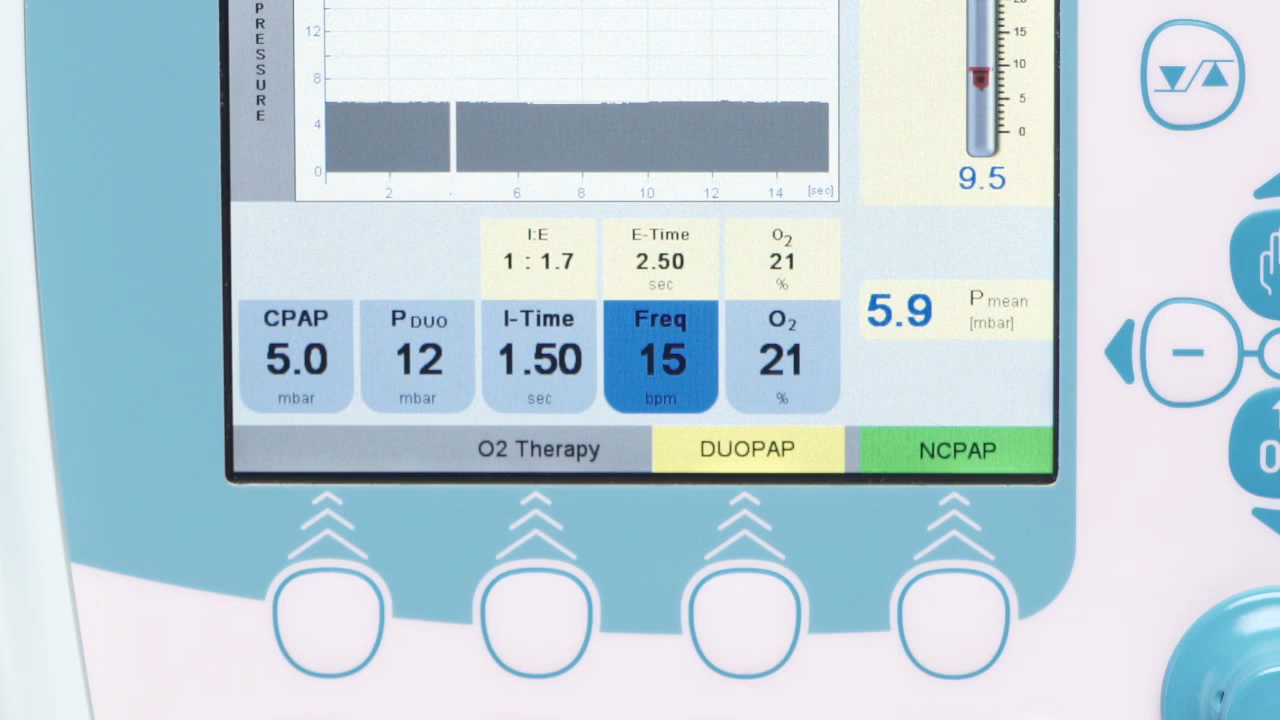 PRESSURE
12
8
4
0
2
6
8
10
12
14
[sec]
15
10
5
0
9.5
I:E
1 : 1.7
E-Time
2.50
sec
O2
21
%
5.9
P mean
[mbar]
CPAP
5.0
mbar
P DUO
12
mbar
I-Time
1.50
sec
Freq
15
bpm
O2
21
%
O2 Therapy
DUOPAP
NCPAP